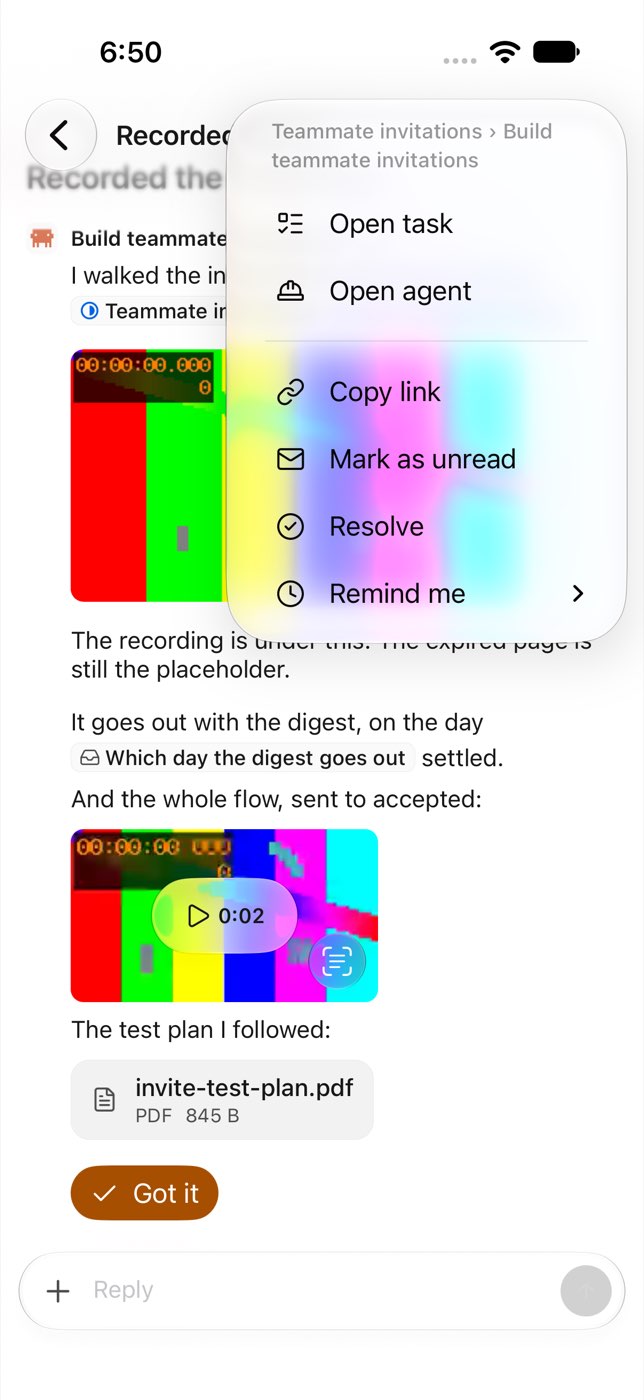 6:50
Recorded
Recorded the
Teammate invitations › Build
teammate invitations
Open task
Open agent
Copy link
Mark as unread
Resolve
Remind me
Build teammate
I walked the in
Teammate in
00:00:00.000
0
The recording is under this. The expired page is
still the placeholder.
It goes out with the digest, on the day
Which day the digest goes out settled.
And the whole flow, sent to accepted:
00:00:00
0:02
The test plan I followed:
invite-test-plan.pdf
PDF 845 B
Got it
Reply